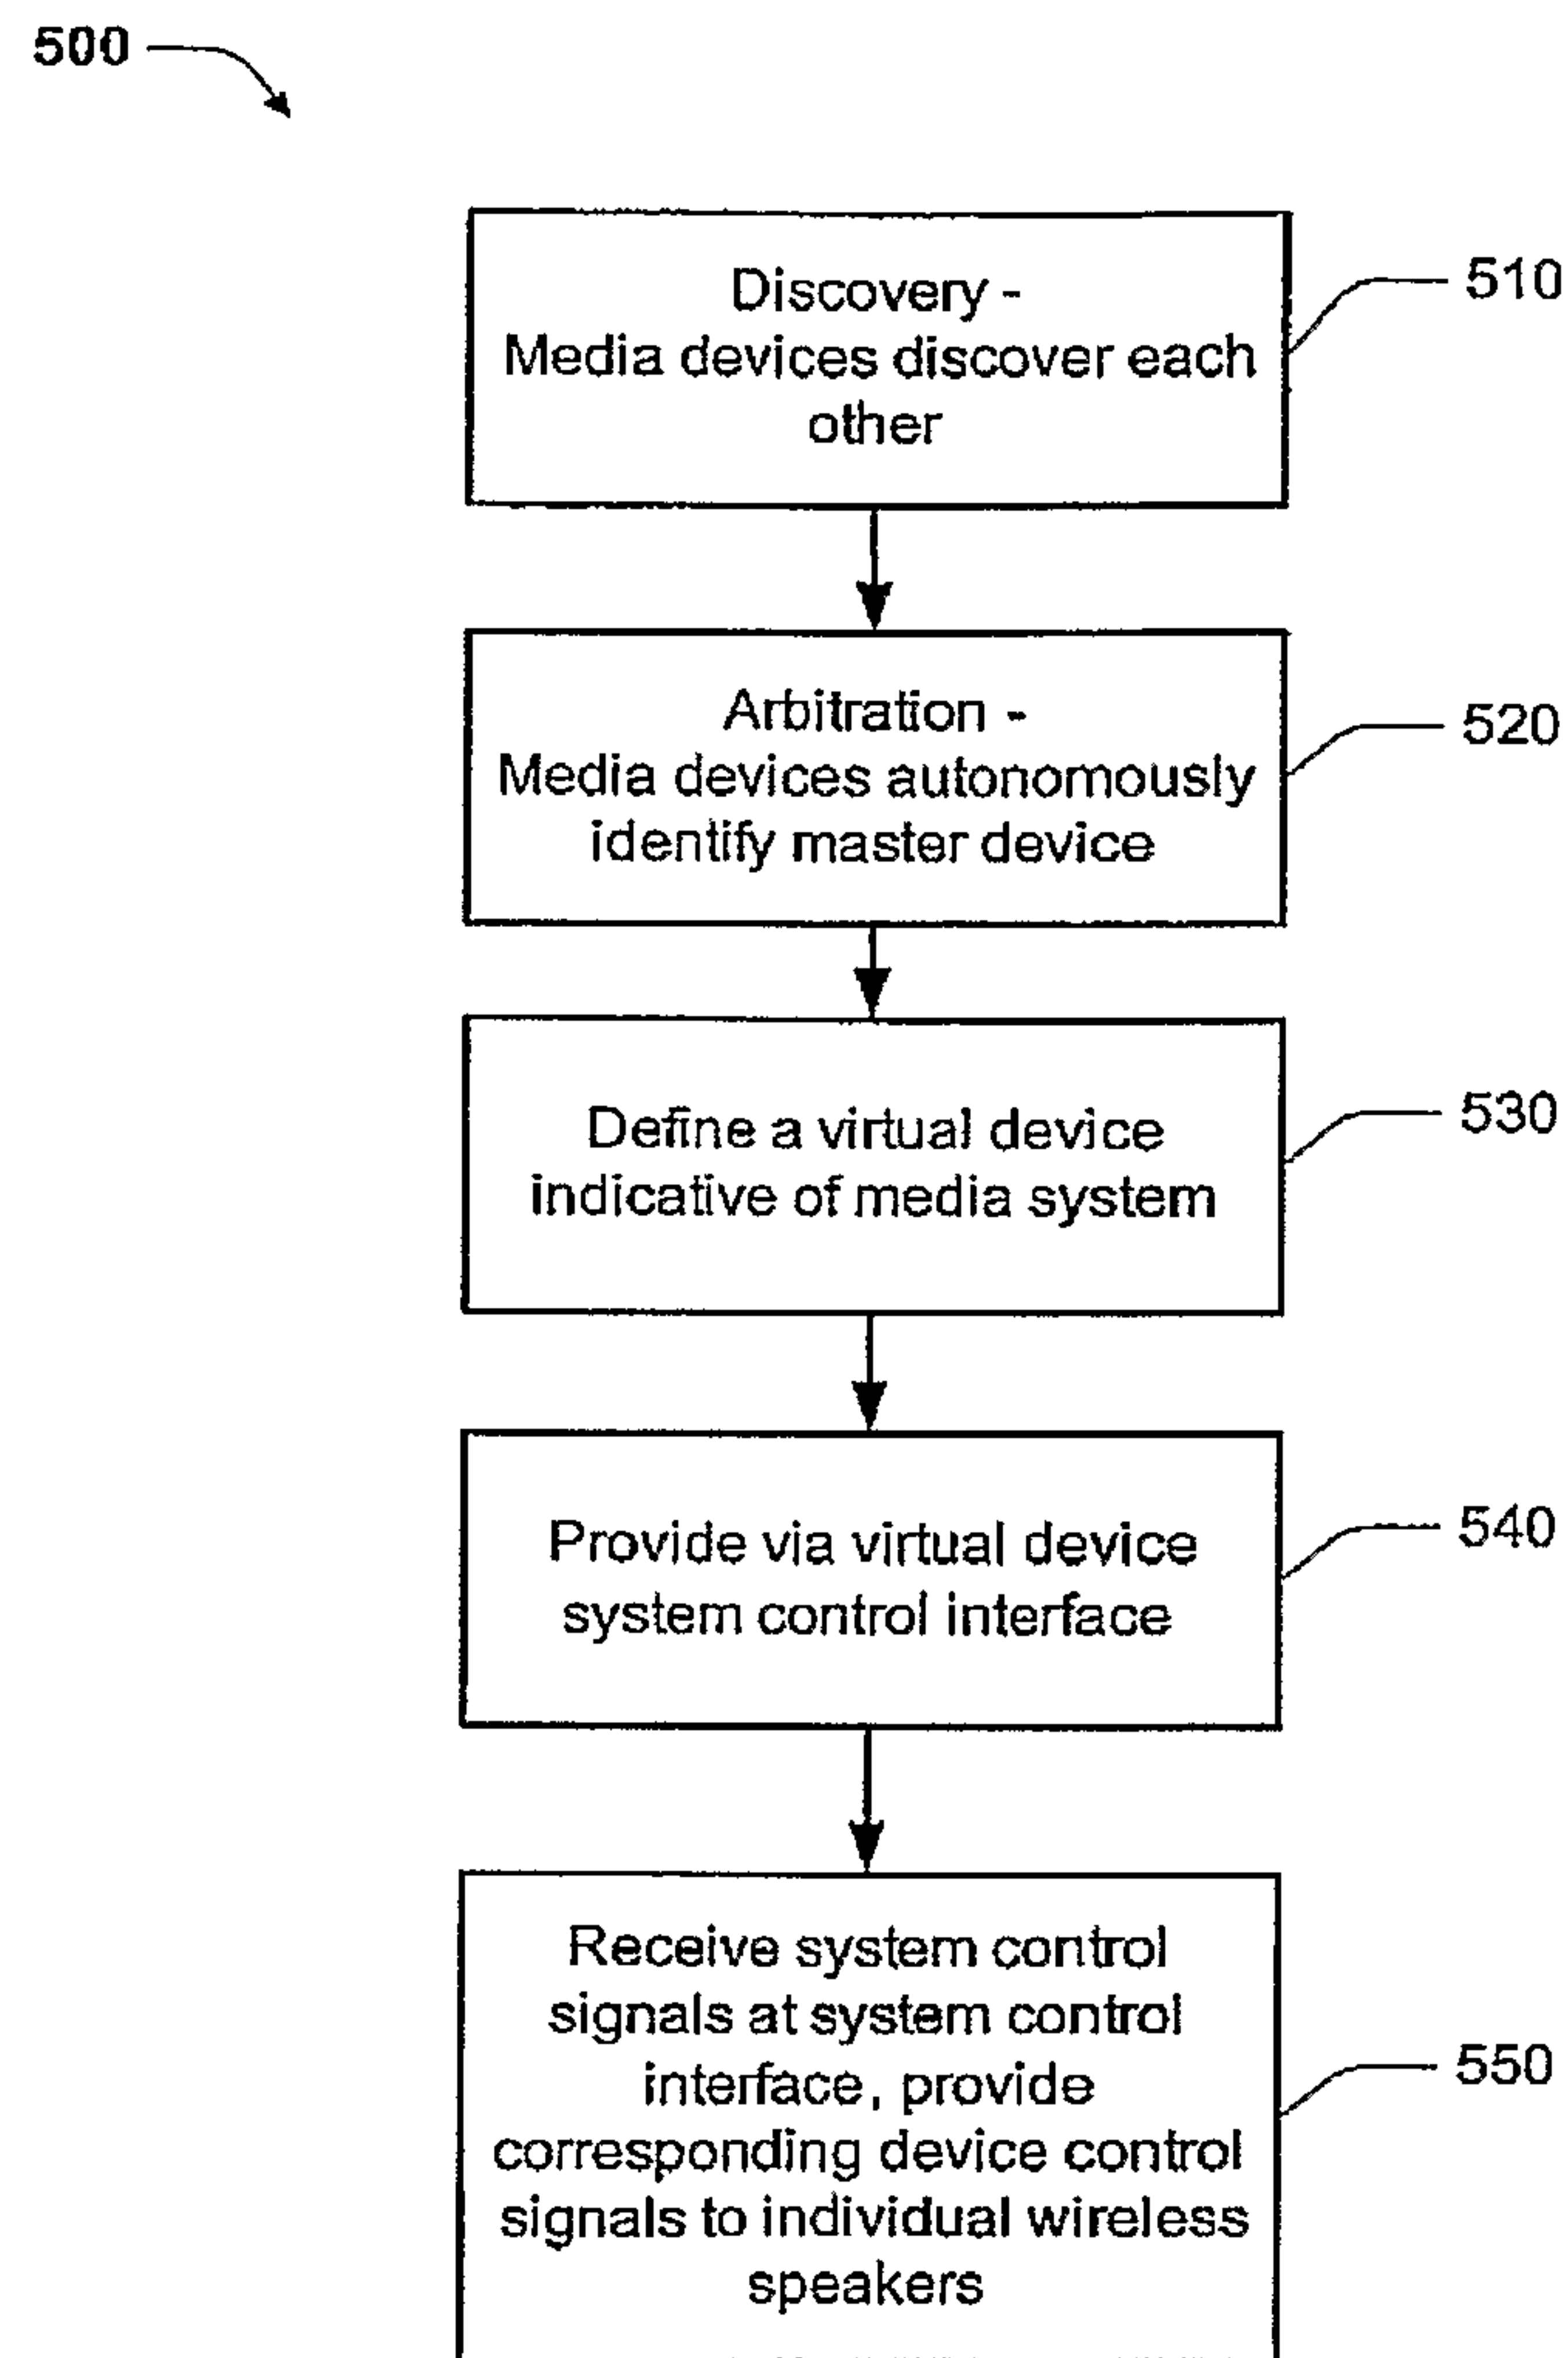 500
Discovery -
Media devices discover each
other
510
Arbitration -
Media devices autonomously
identify master device
520
Define a virtual device
indicative of media system
530
Provide via virtual device
system control interface
540
Receive system control
signals at system control
interface, provide
corresponding device control
signals to individual wireless
speakers
550